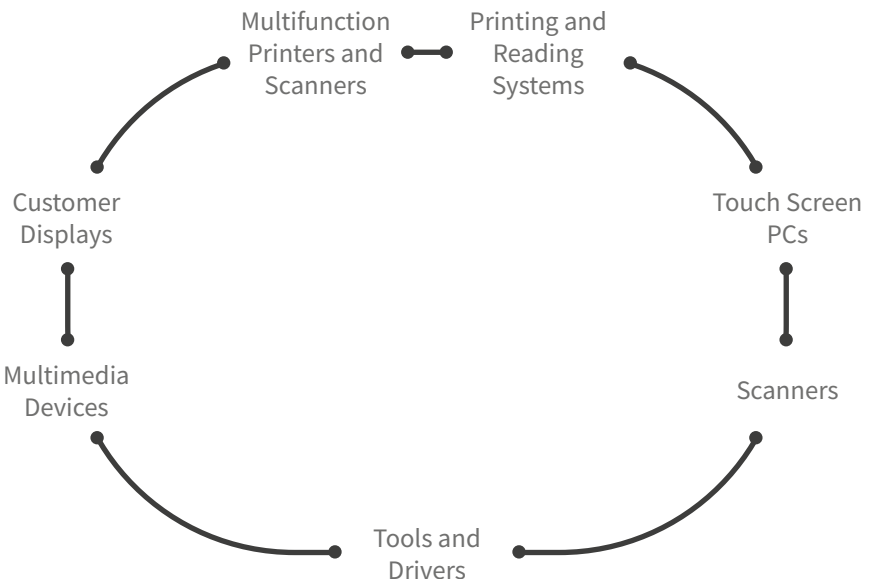 Multifunction
Printers and
Scanners
Printing and
Reading
Systems
Customer
Displays
Touch Screen
PCs
Multimedia
Devices
Scanners
Tools and
Drivers